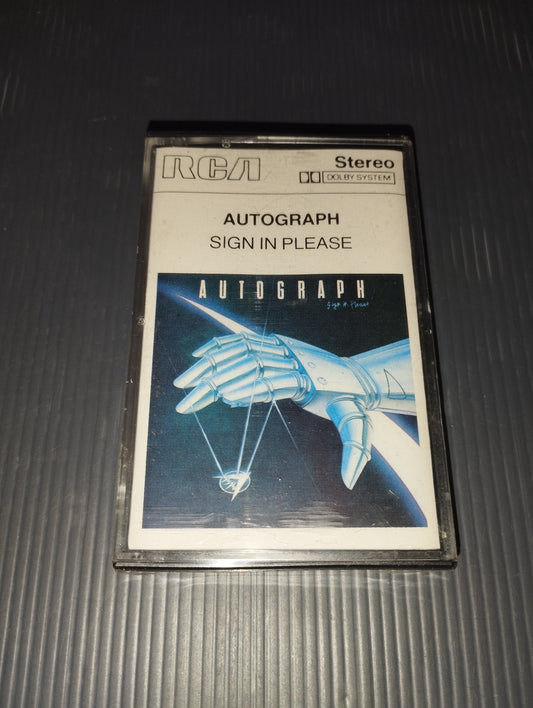 RCA
Stereo
DOLBY SYSTEM
AUTOGRAPH
SIGN IN PLEASE
AUTOGRAPH
Sign In Please